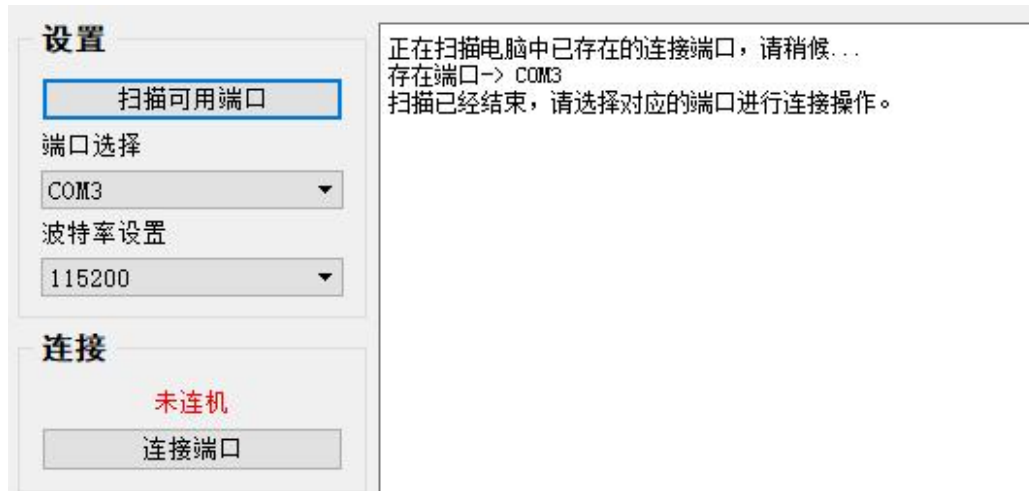 设置
扫描可用端口
端口选择
COM3
波特率设置
115200
连接
未连机
连接端口
正在扫描电脑中已存在的连接端口，请稍候...
存在端口-> COM3
扫描已经结束，请选择对应的端口进行连接操作。